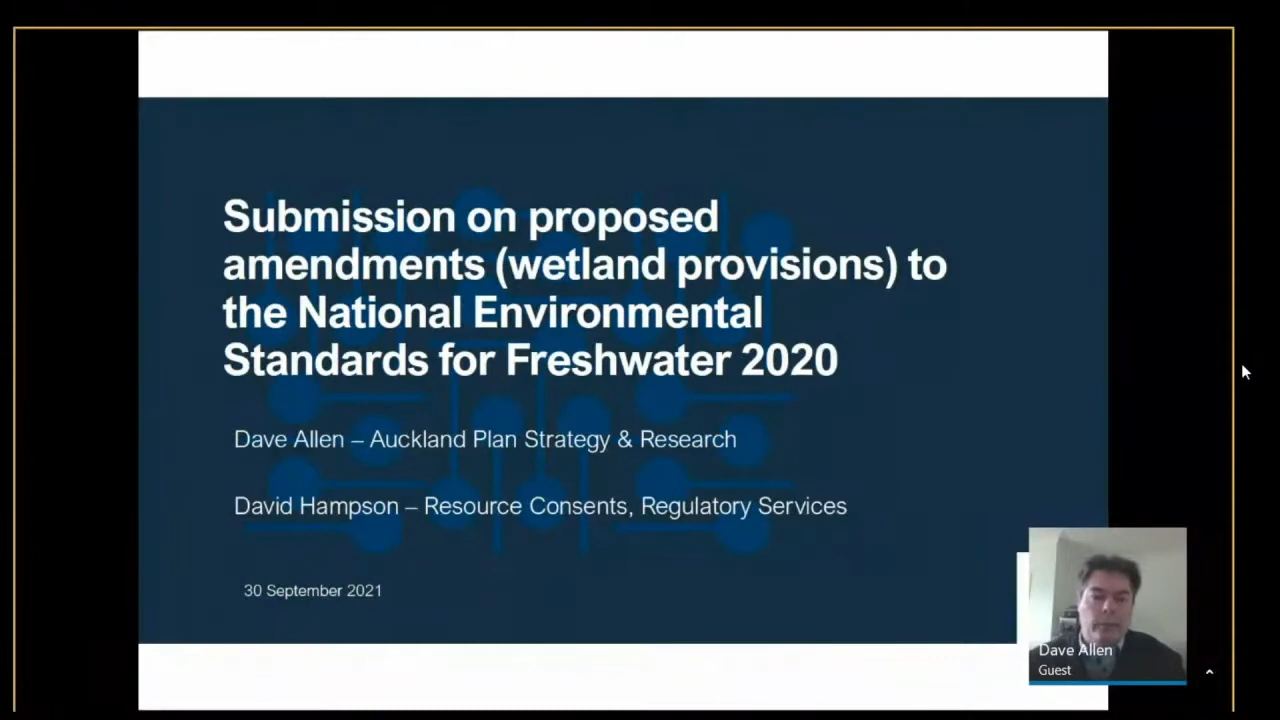 Submission on proposed
amendments (wetland provisions) to
the National Environmental
Standards for Freshwater 2020
Dave Allen – Auckland Plan Strategy & Research
David Hampson – Resource Consents, Regulatory Services
30 September 2021
Dave Allen
Guest